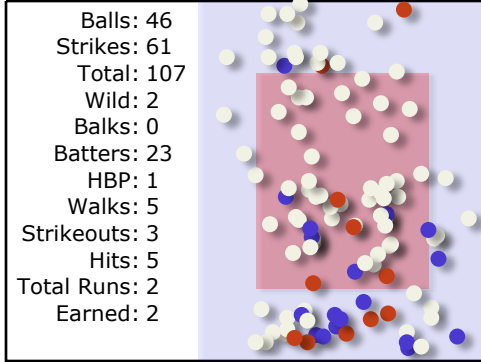 Balls: 46
Strikes: 61
Total: 107
Wild: 2
Balks: 0
Batters: 23
HBP: 1
Walks: 5
Strikeouts: 3
Hits: 5
Total Runs: 2
Earned: 2